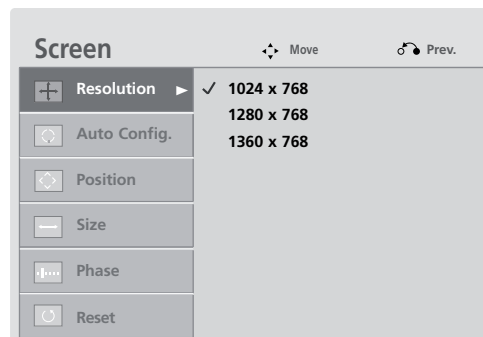 Screen
Move
Prev.
Resolution
1024 x 768
1280 x 768
1360 x 768
Auto Config.
Position
Size
Phase
Reset